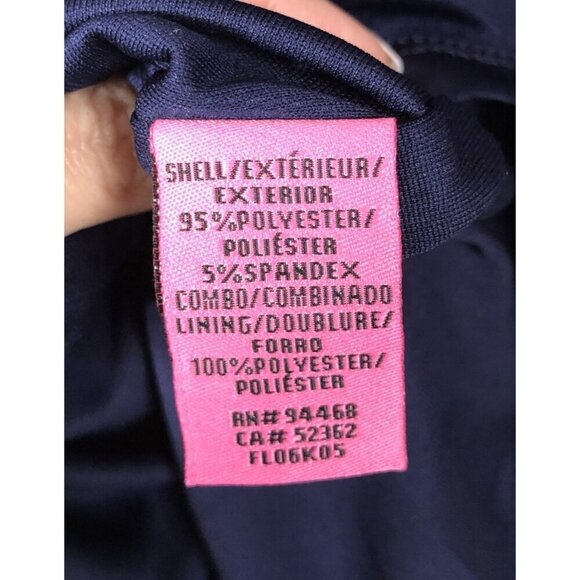 SHELL/EXTÉRIEUR/
EXTERIOR
95%POLYESTER/
POLIÉSTER
5%SPANDEX
COMBO/COMBINADO
LINING/DOUBLURE/
FORRO
100%POLYESTER/
POLIÉSTER
RN# 94468
CA# 52362
FL06K05